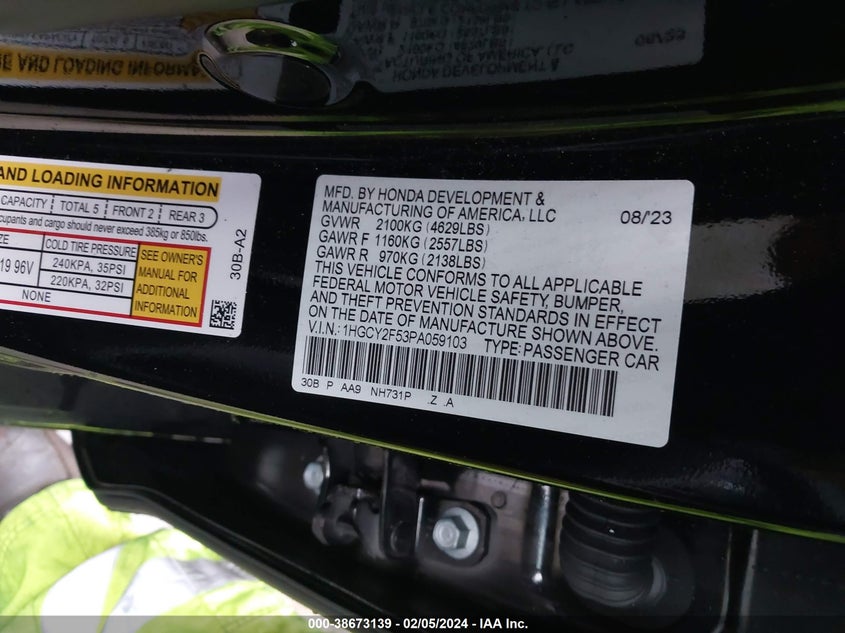 AND LOADING INFORMATION
CAPACITY TOTAL 5 FRONT 2 REAR 3
cupants and cargo should never exceed 385kg or 850lbs.
ZE COLD TIRE PRESSURE
19 96V 240KPA, 35PSI
220KPA, 32PSI
NONE
SEE OWNER'S
MANUAL FOR
ADDITIONAL
INFORMATION
30B-A2
MFD. BY HONDA DEVELOPMENT &
MANUFACTURING OF AMERICA, LLC 08/23
GVWR 2100KG (4629LBS)
GAWR F 1160KG (2557LBS)
GAWR R 970KG (2138LBS)
THIS VEHICLE CONFORMS TO ALL APPLICABLE
FEDERAL MOTOR VEHICLE SAFETY, BUMPER,
AND THEFT PREVENTION STANDARDS IN EFFECT
ON THE DATE OF MANUFACTURE SHOWN ABOVE.
V.I.N.: 1HGCY2F53PA059103 TYPE: PASSENGER CAR
30B P AA9 NH731P .Z .A
000-38673139 - 02/05/2024 - IAA Inc.